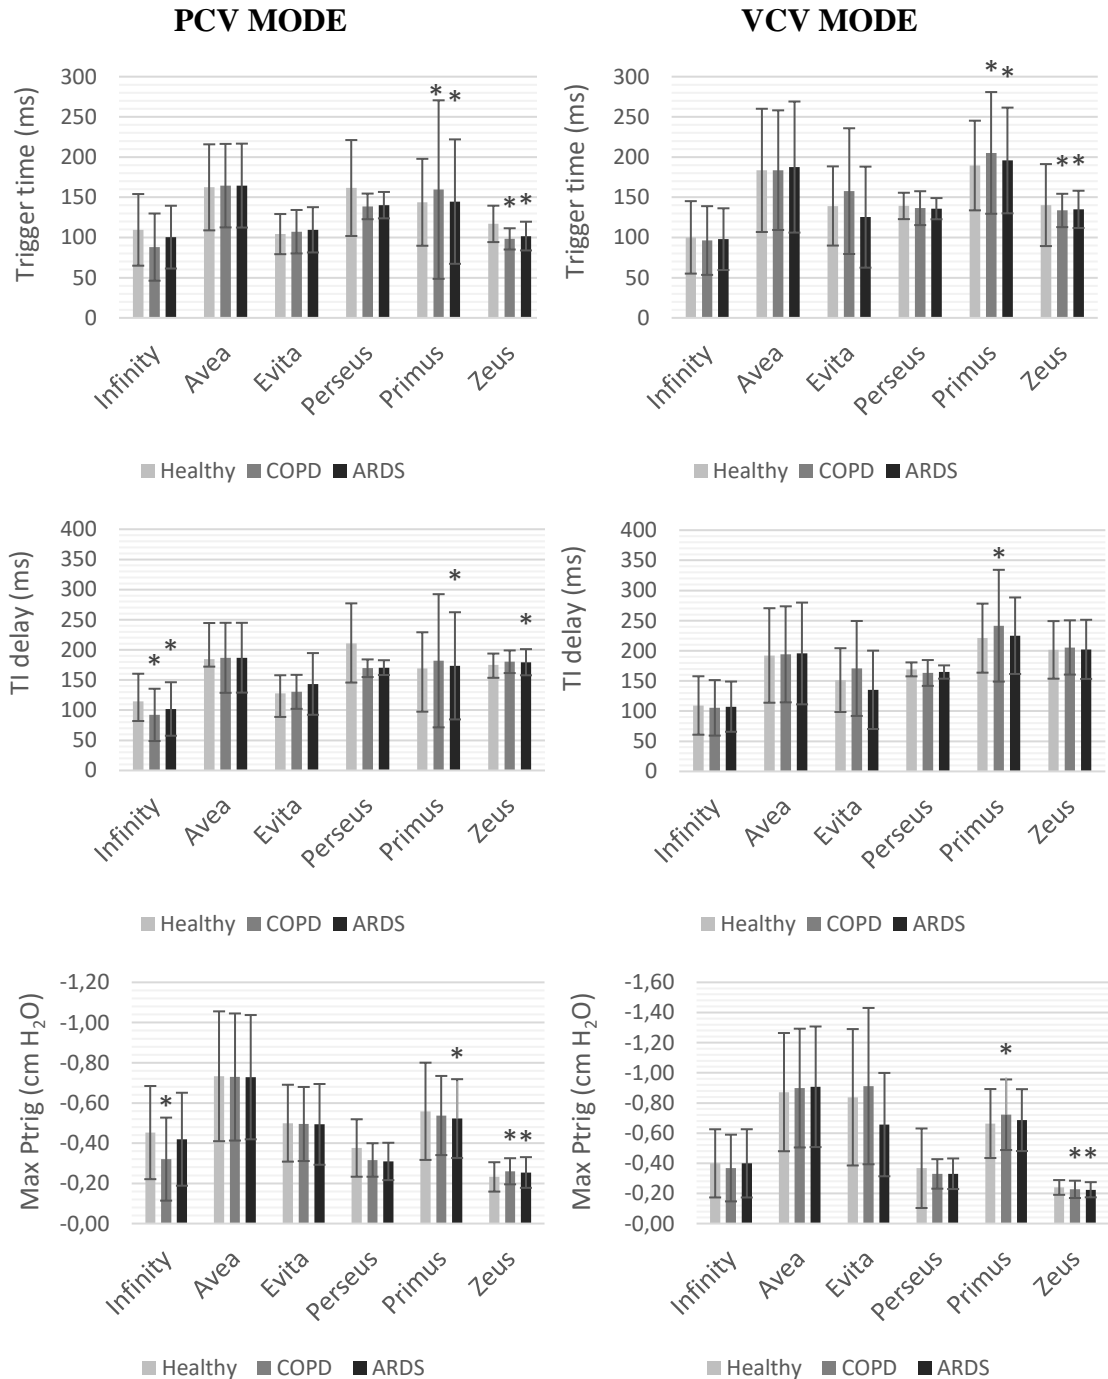 PCV MODE
VCV MODE
Trigger time (ms)
300
250
200
150
100
50
0
* * * *
Infinity Avea Evita Perseus Primus Zeus
Healthy COPD ARDS
Trigger time (ms)
300
250
200
150
100
50
0
* * * *
Infinity Avea Evita Perseus Primus Zeus
Healthy COPD ARDS
TI delay (ms)
400
350
300
250
200
150
100
50
0
* * * *
Infinity Avea Evita Perseus Primus Zeus
Healthy COPD ARDS
TI delay (ms)
400
350
300
250
200
150
100
50
0
*
Infinity Avea Evita Perseus Primus Zeus
Healthy COPD ARDS
Max Ptrig (cm H₂O)
-1,20
-1,00
-0,80
-0,60
-0,40
-0,20
-0,00
* * **
Infinity Avea Evita Perseus Primus Zeus
Healthy COPD ARDS
Max Ptrig (cm H₂O)
-1,60
-1,40
-1,20
-1,00
-0,80
-0,60
-0,40
-0,20
-0,00
* **
Infinity Avea Evita Perseus Primus Zeus
Healthy COPD ARDS